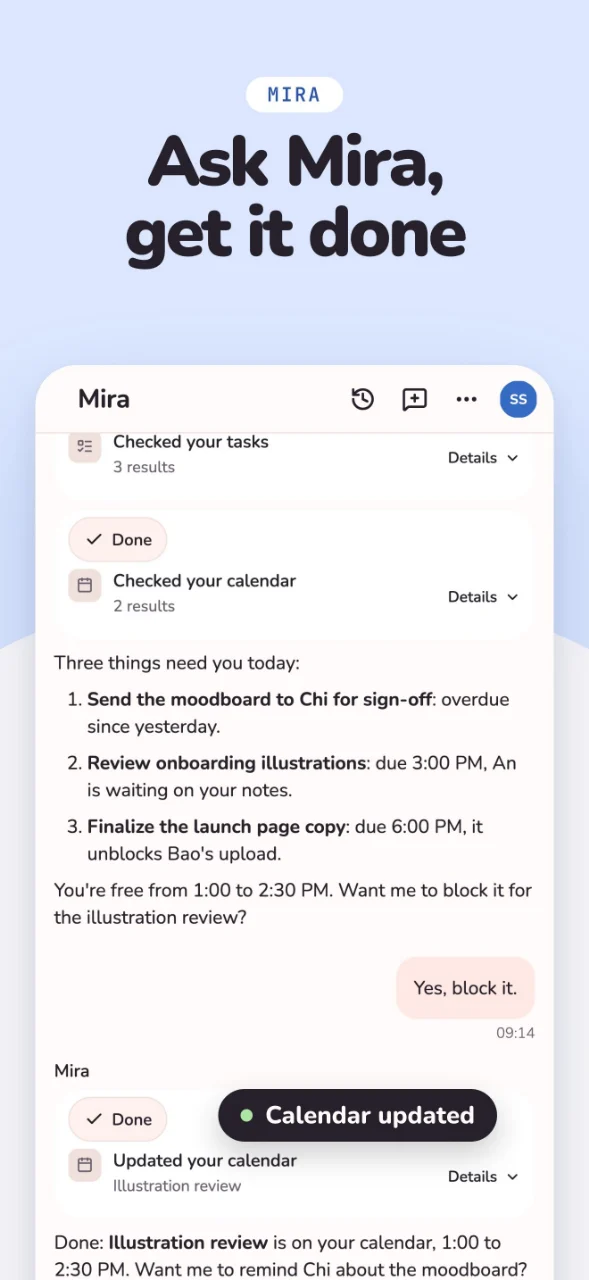 MIRA
Ask Mira,
get it done
Mira
SS
Checked your tasks
3 results
Details
Done
Checked your calendar
2 results
Details
Three things need you today:
1. Send the moodboard to Chi for sign-off: overdue
since yesterday.
2. Review onboarding illustrations: due 3:00 PM, An
is waiting on your notes.
3. Finalize the launch page copy: due 6:00 PM, it
unblocks Bao's upload.
You're free from 1:00 to 2:30 PM. Want me to block it for
the illustration review?
Yes, block it.
09:14
Mira
Done
Calendar updated
Updated your calendar
Illustration review
Details
Done: Illustration review is on your calendar, 1:00 to
2:30 PM. Want me to remind Chi about the moodboard?